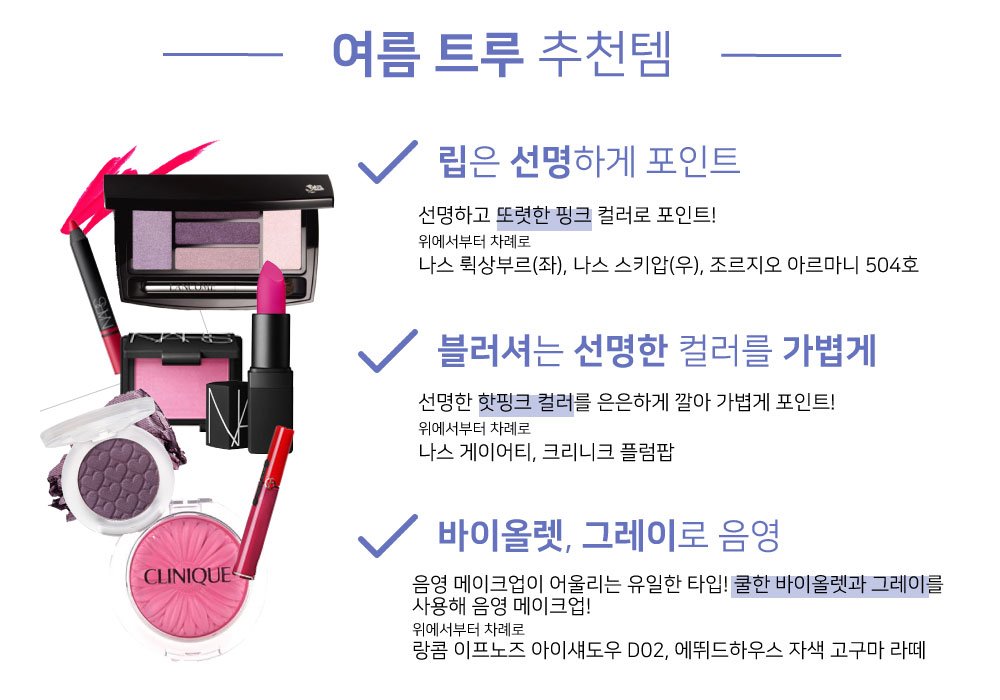 여름 트루 추천템
립은 선명하게 포인트
선명하고 또렷한 핑크 컬러로 포인트!
위에서부터 차례로
나스 뤽상부르(좌), 나스 스키압(우), 조르지오 아르마니 504호
LANCOME
NARS
NARS
블러셔는 선명한 컬러를 가볍게
선명한 핫핑크 컬러를 은은하게 깔아 가볍게 포인트!
위에서부터 차례로
나스 게이어티, 크리니크 플럼팝
CLINIQUE
바이올렛, 그레이로 음영
음영 메이크업이 어울리는 유일한 타입! 쿨한 바이올렛과 그레이를
사용해 음영 메이크업!
위에서부터 차례로
랑콤 이프노즈 아이섀도우 D02, 에뛰드하우스 자색 고구마 라떼